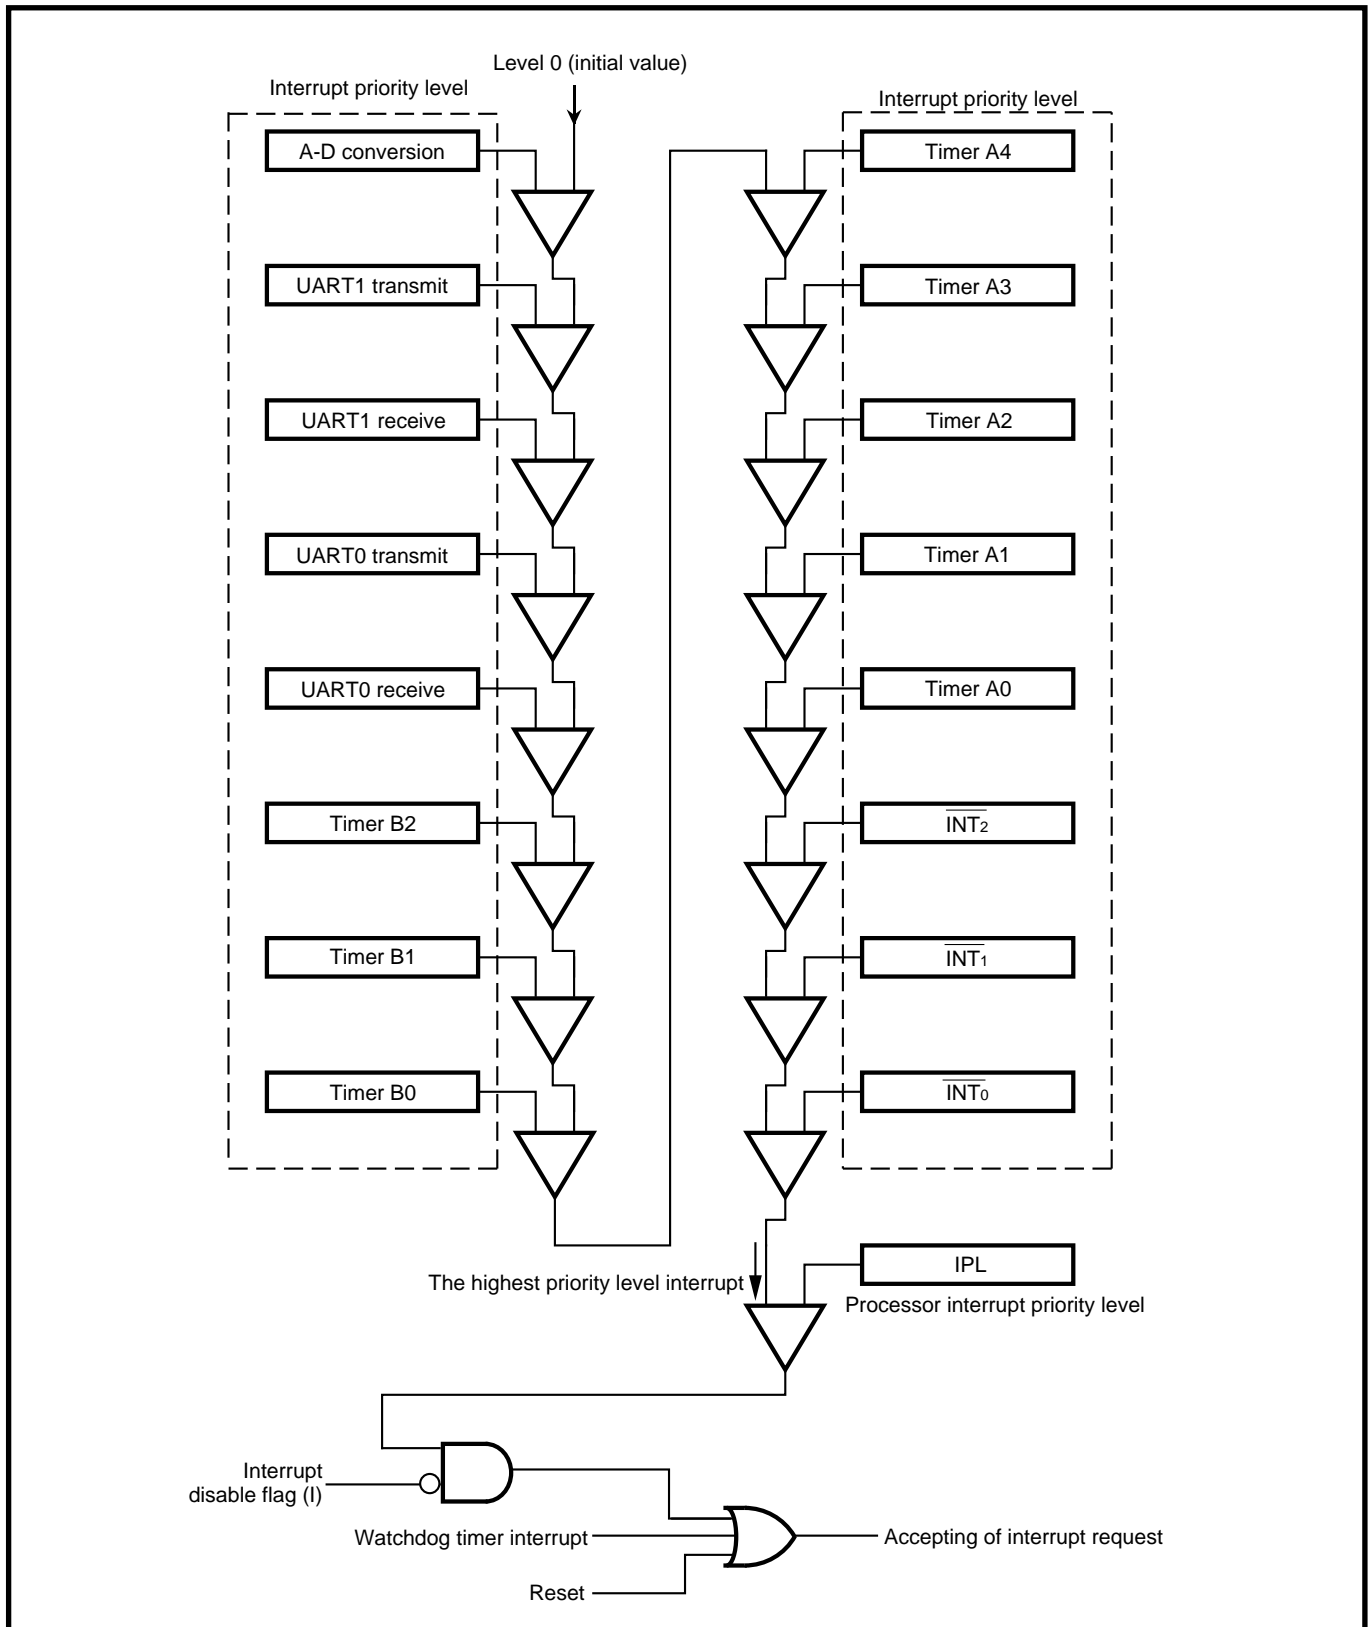 Level 0 (initial value)
Interrupt priority level
Interrupt priority level
A-D conversion
Timer A4
UART1 transmit
Timer A3
UART1 receive
Timer A2
UART0 transmit
Timer A1
UART0 receive
Timer A0
Timer B2
INT2
Timer B1
INT1
Timer B0
INT0
IPL
The highest priority level interrupt
Processor interrupt priority level
Interrupt
disable flag (I)
Watchdog timer interrupt
Accepting of interrupt request
Reset